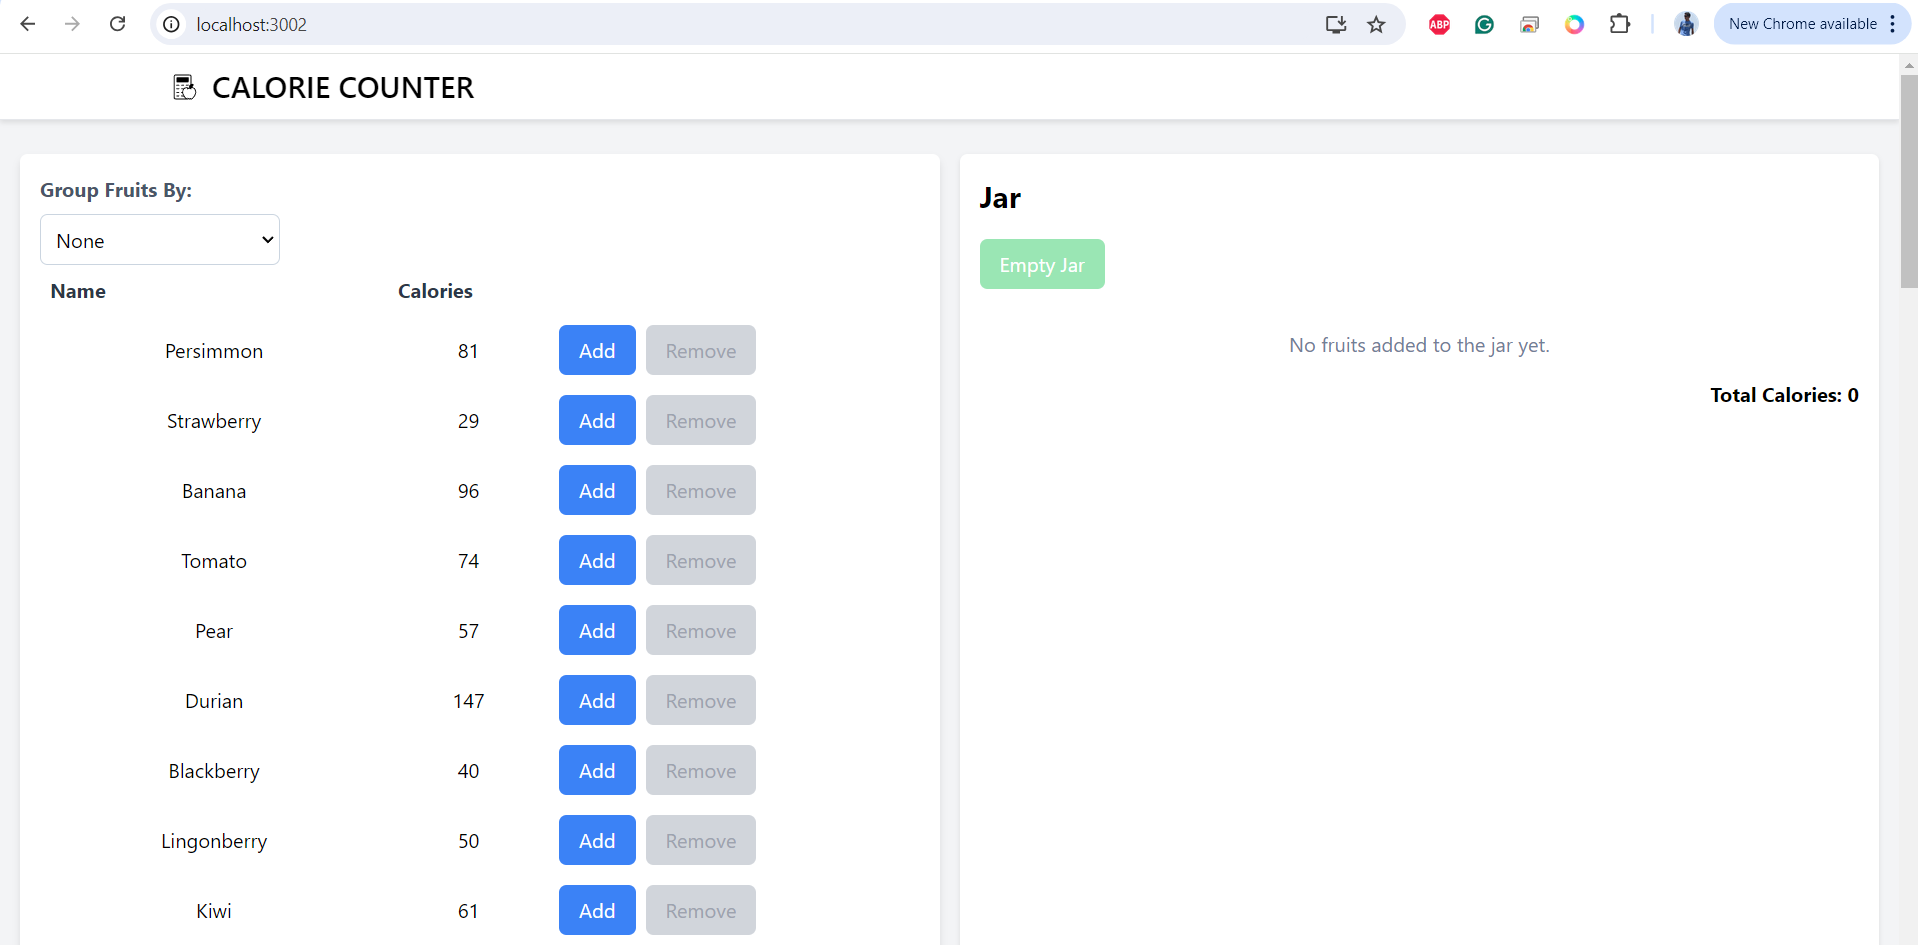 localhost:3002
ABP
New Chrome available
CALORIE COUNTER
Group Fruits By:
None
Name Calories
Persimmon 81 Add Remove
Strawberry 29 Add Remove
Banana 96 Add Remove
Tomato 74 Add Remove
Pear 57 Add Remove
Durian 147 Add Remove
Blackberry 40 Add Remove
Lingonberry 50 Add Remove
Kiwi 61 Add Remove
Jar
Empty Jar
No fruits added to the jar yet.
Total Calories: 0